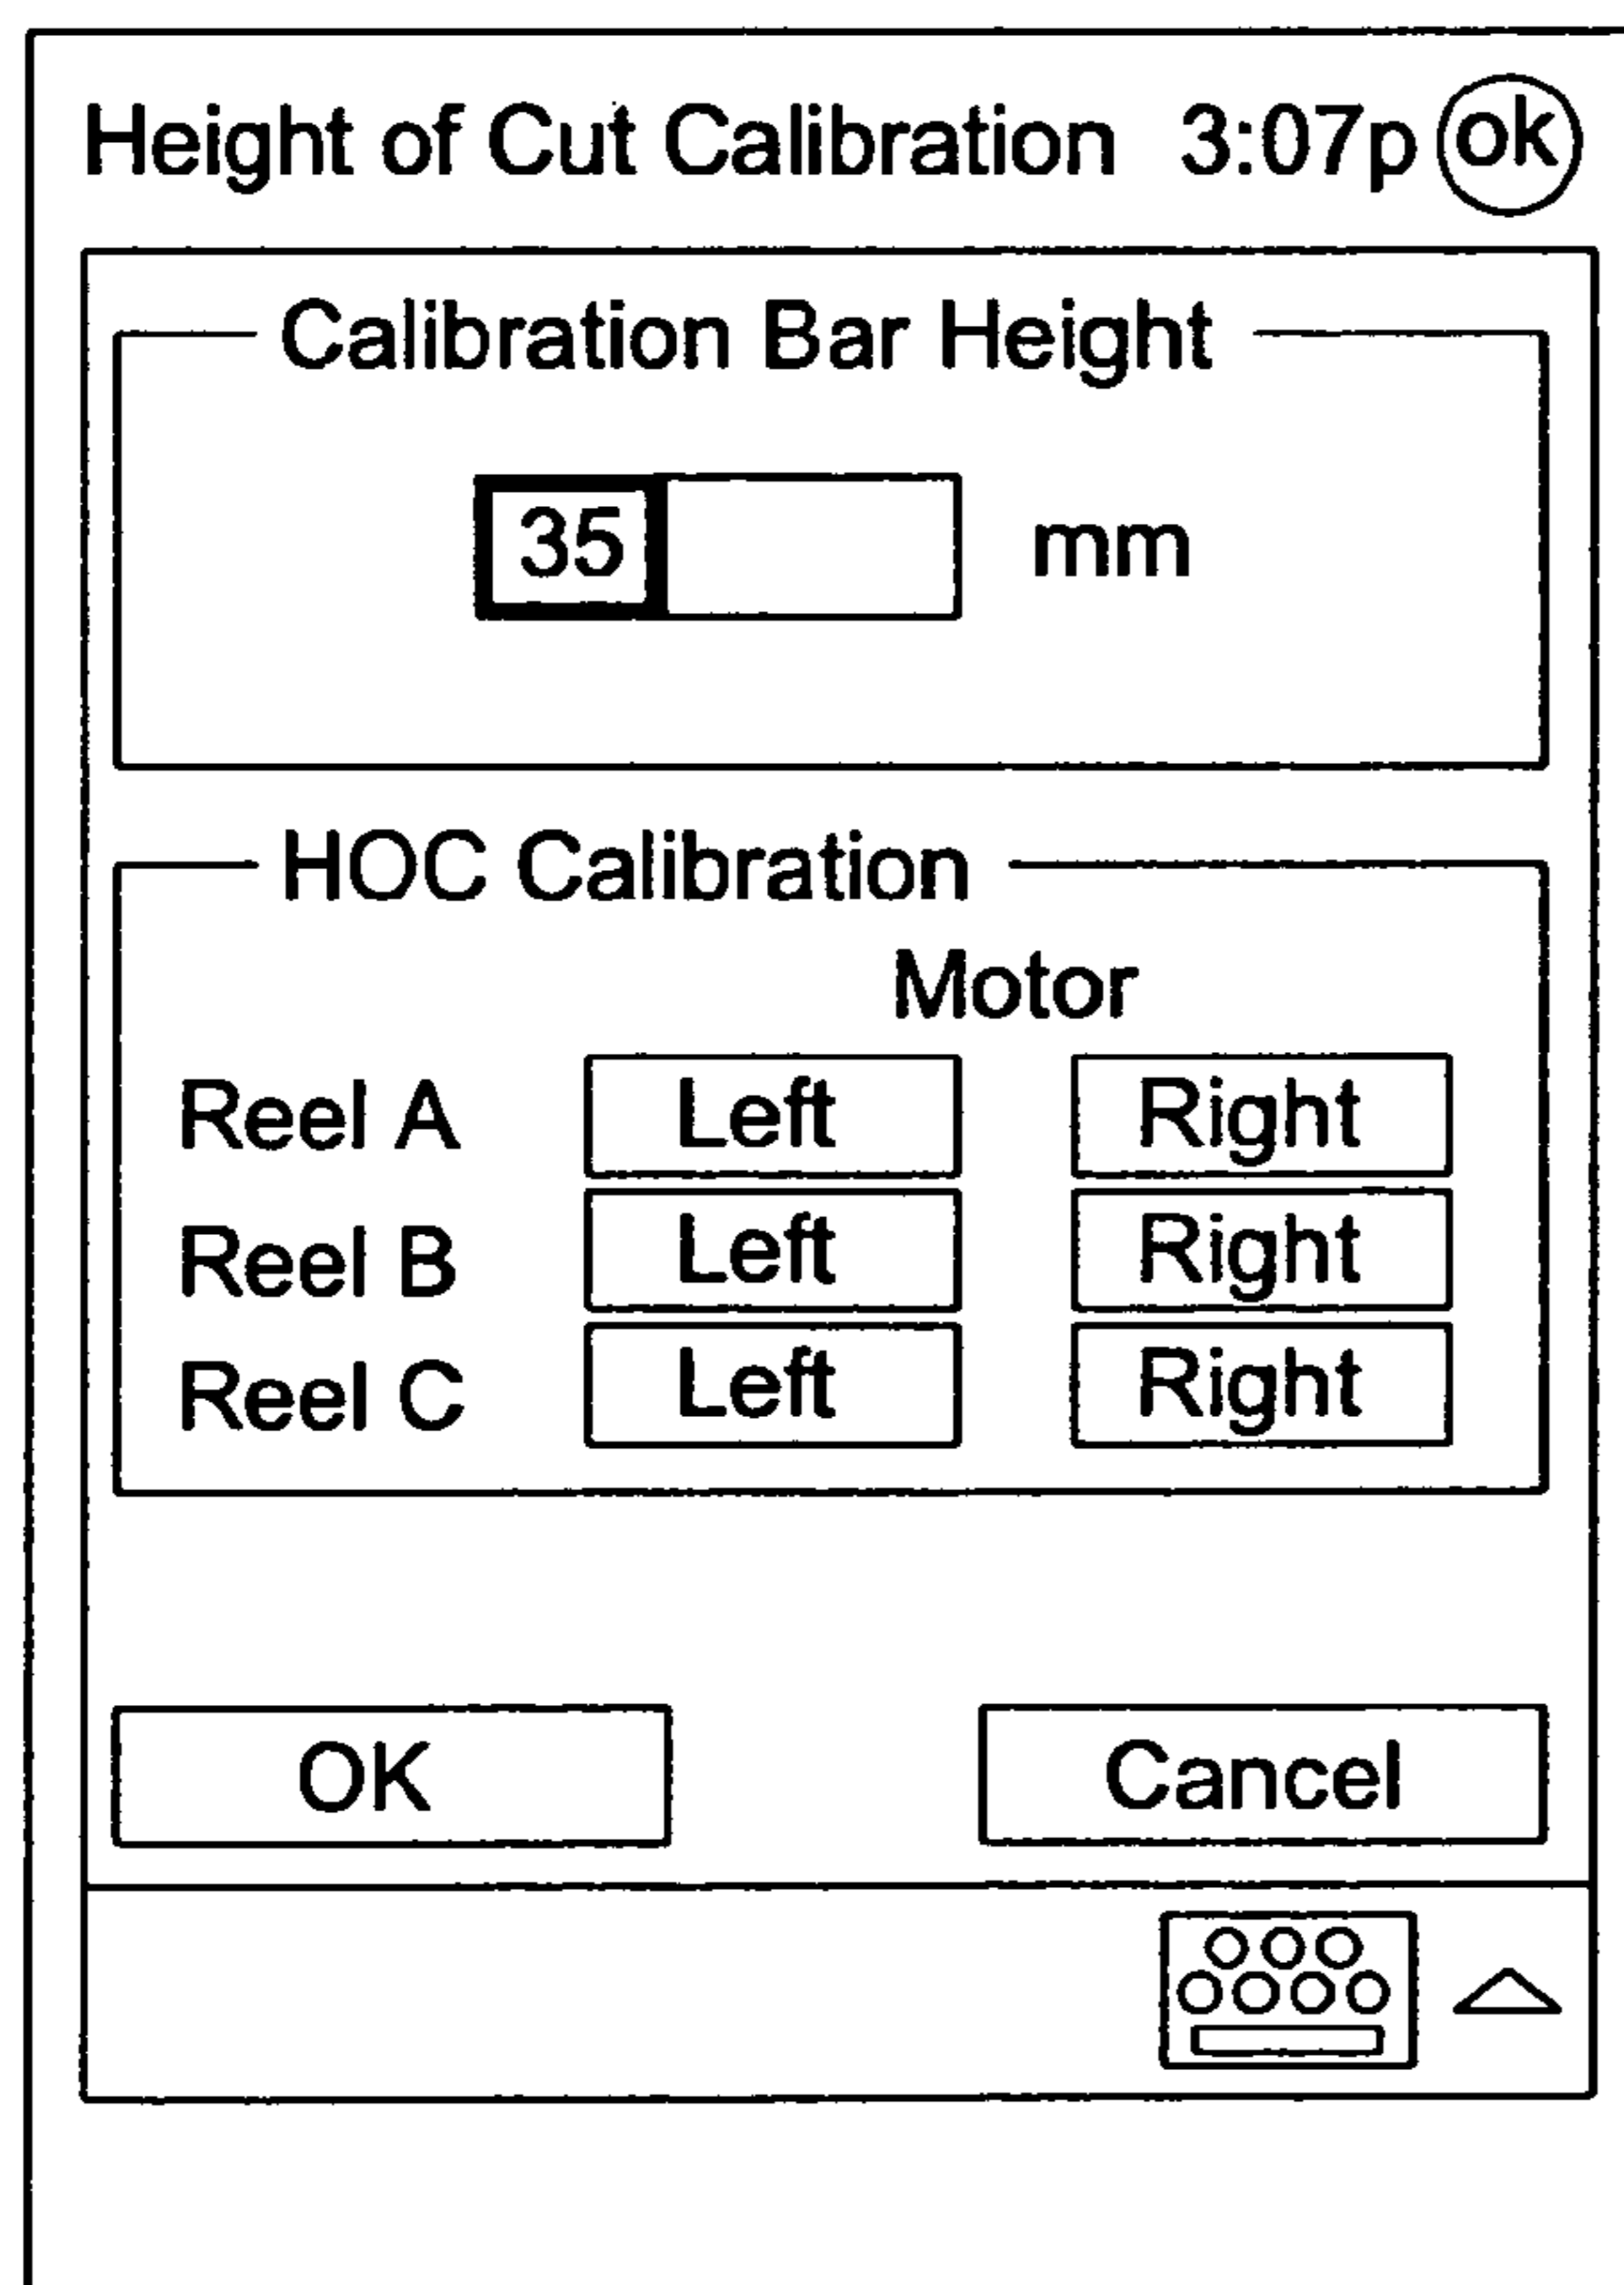 Height of Cut Calibration 3:07p ok
Calibration Bar Height
35 mm
HOC Calibration
Motor
Reel A Left Right
Reel B Left Right
Reel C Left Right
OK Cancel